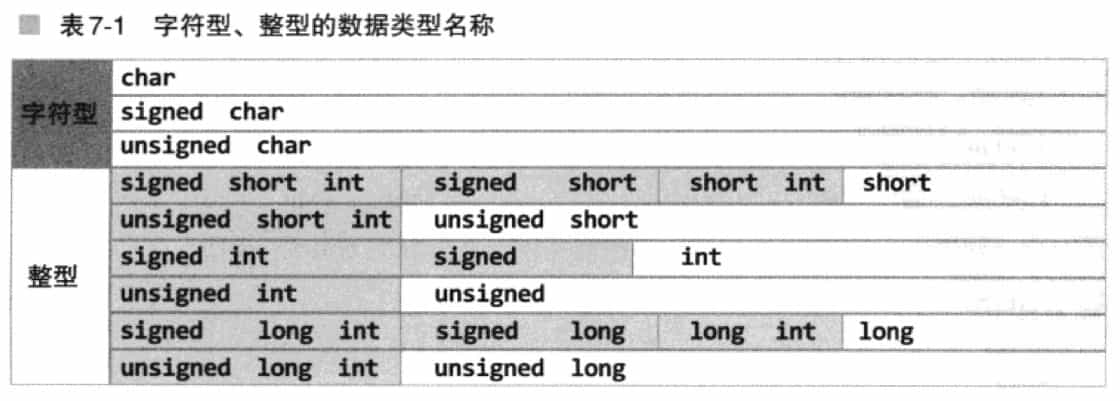 表7-1 字符型、整型的数据类型名称
字符型
char
signed char
unsigned char
整型
signed short int signed short short int short
unsigned short int unsigned short
signed int signed int
unsigned int unsigned
signed long int signed long long int long
unsigned long int unsigned long